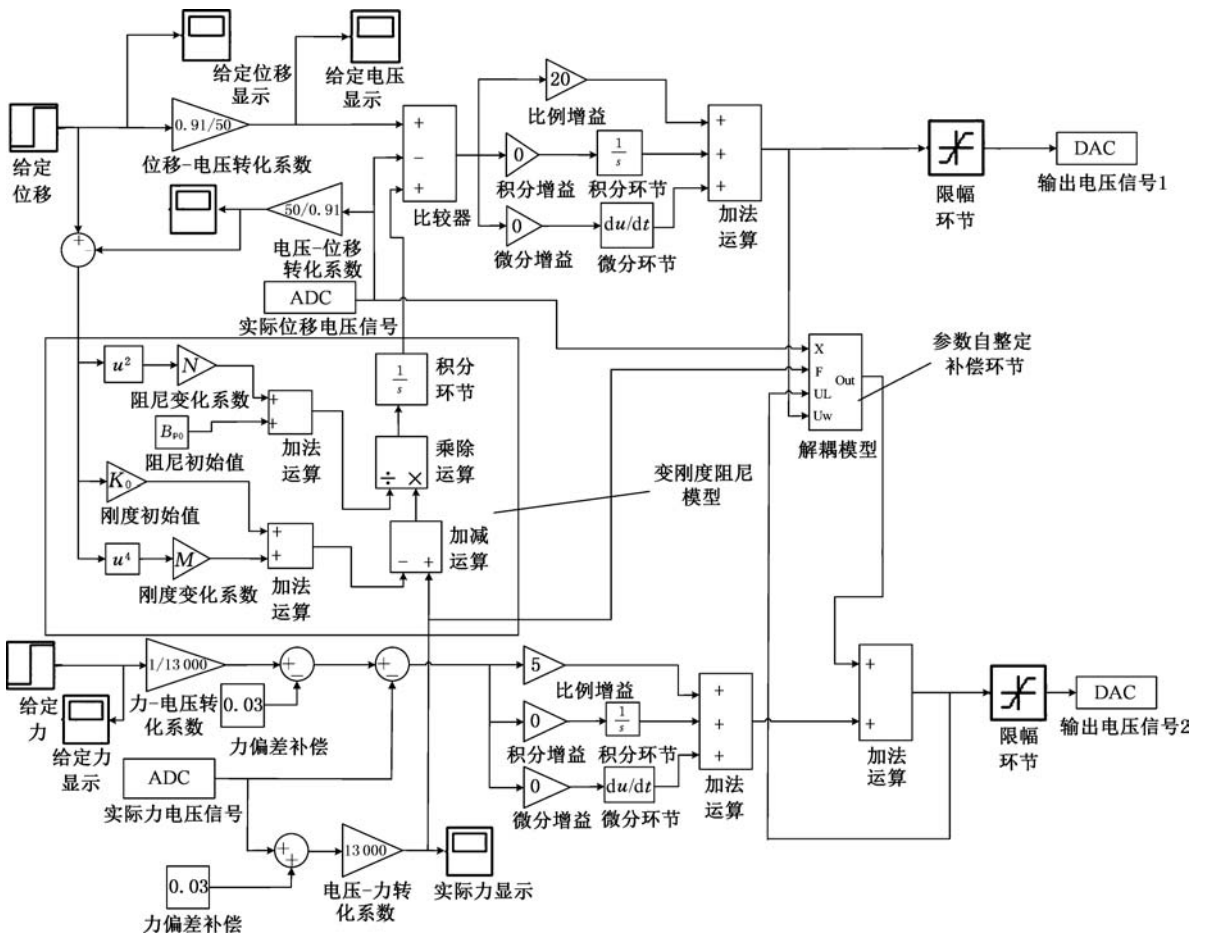 给定位移
显示
给定电压
显示
给定
位移
0.91/50
位移-电压转化系数
+
−
+
比较器
20
比例增益
0
积分增益
1/s
积分环节
0
微分增益
du/dt
微分环节
+
+
+
加法
运算
限幅
环节
DAC
输出电压信号1
+
-
50/0.91
电压-位移
转化系数
ADC
实际位移电压信号
u²
N
阻尼变化系数
B_P0
阻尼初始值
+
+
加法
运算
1/s
积分
环节
÷ ×
乘除
运算
K₀
刚度初始值
u⁴
M
刚度变化系数
+
+
加法
运算
− +
加减
运算
变刚度阻尼
模型
X
F
UL
Uw
Out
解耦模型
参数自整定
补偿环节
给定
力
给定力
显示
1/13 000
力-电压转
化系数
0.03
力偏差补偿
+
−
+
−
ADC
实际力电压信号
0.03
力偏差补偿
+
+
13 000
电压-力转
化系数
实际力显示
5
比例增益
0
积分增益
1/s
积分环节
0
微分增益
du/dt
微分环节
+
+
+
加法
运算
+
+
加法
运算
限幅
环节
DAC
输出电压信号2